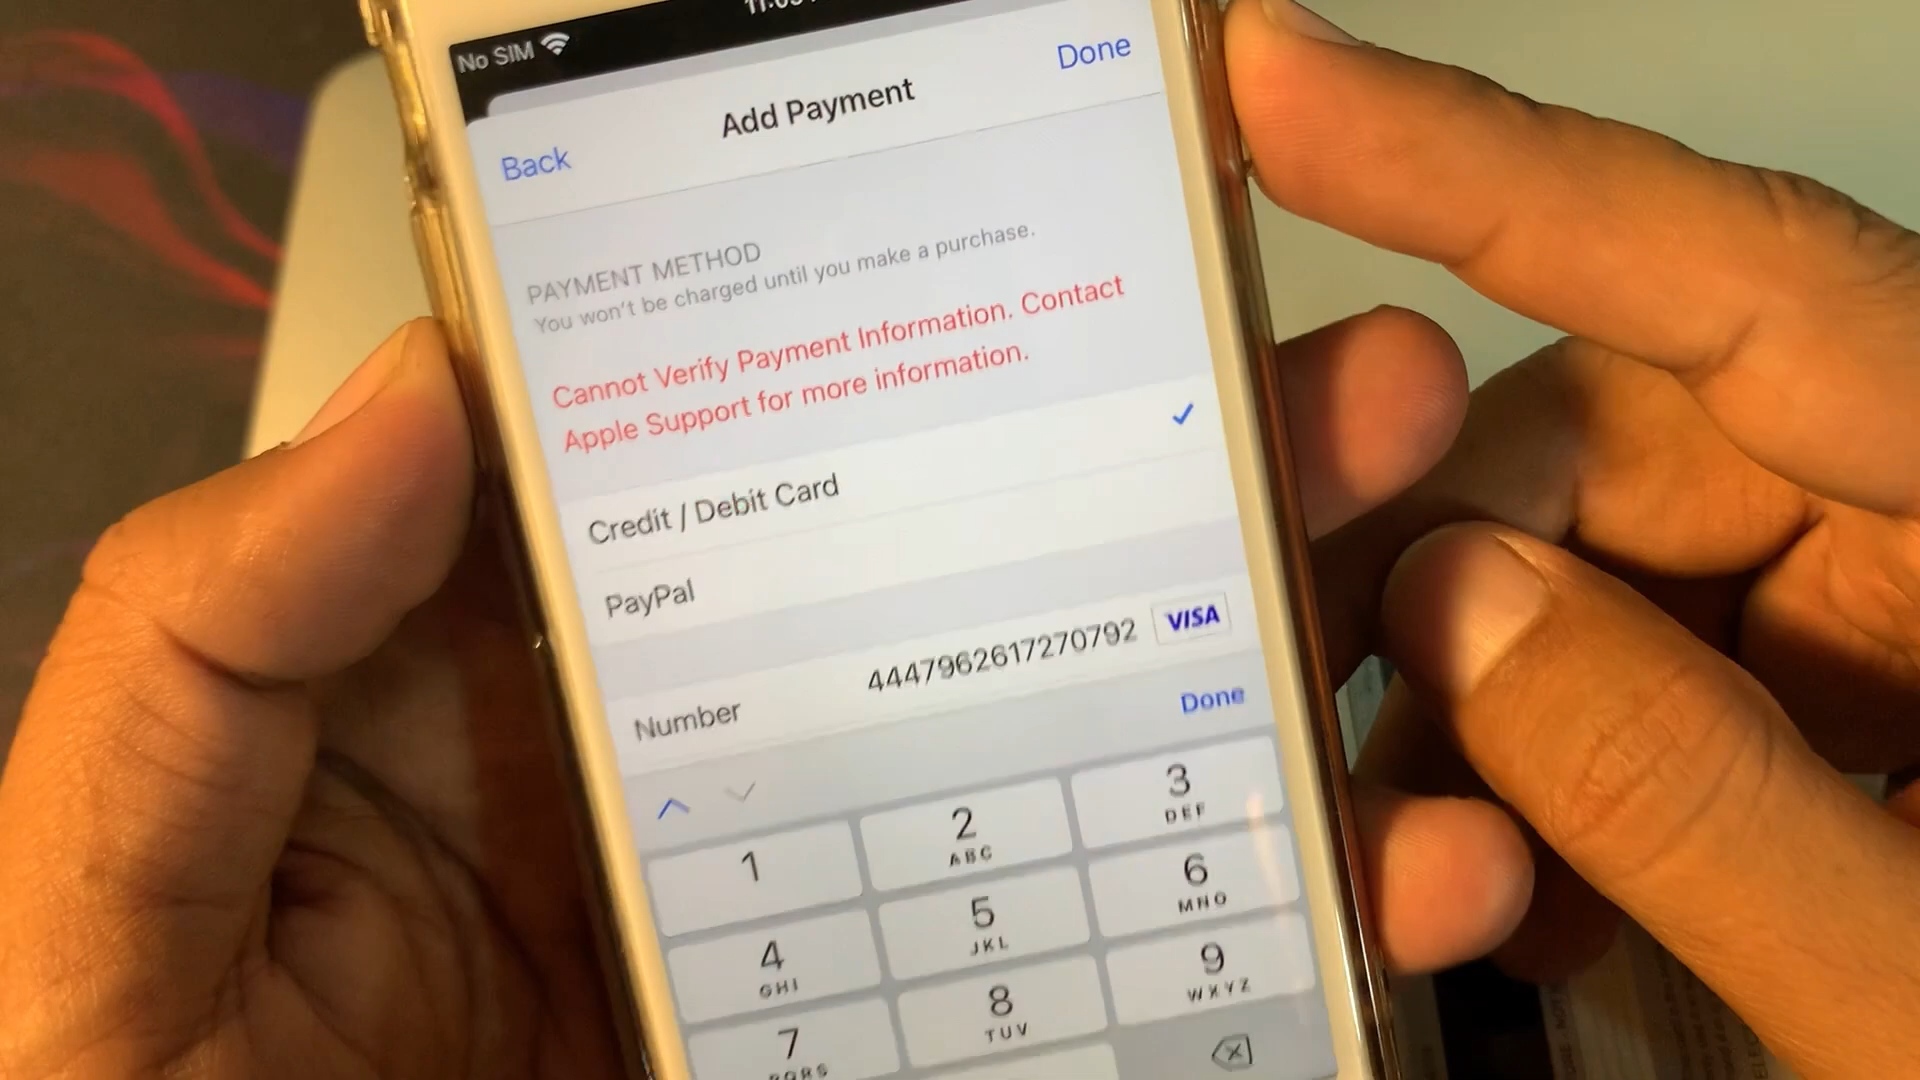 No SIM
Done
Add Payment
Back
PAYMENT METHOD
You won't be charged until you make a purchase.
Cannot Verify Payment Information. Contact
Apple Support for more information.
Credit / Debit Card
PayPal
Number 4447962617270792 VISA
Done
1
2
ABC
3
DEF
4
GHI
5
JKL
6
MNO
7
PQRS
8
TUV
9
WXYZ